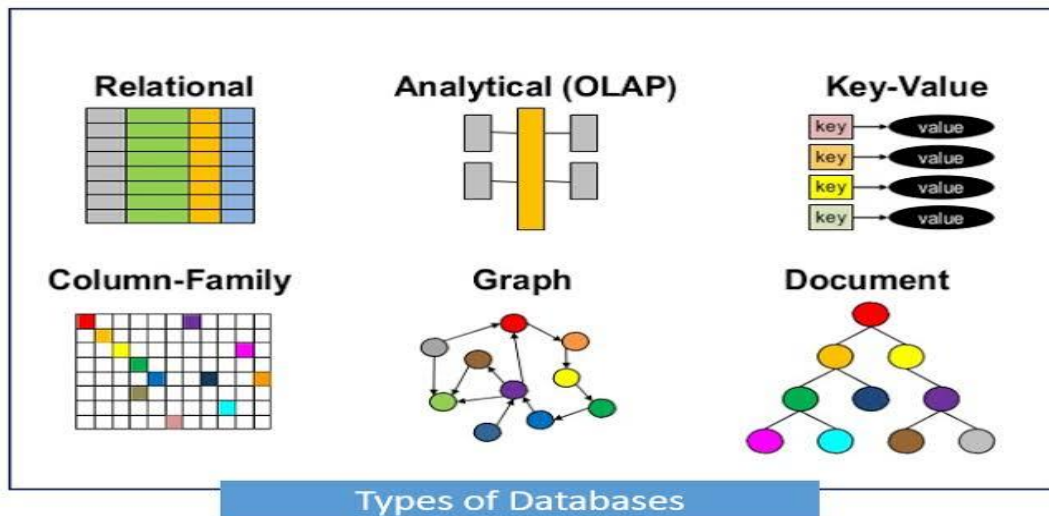 Relational
Analytical (OLAP)
Key-Value
key value
key value
key value
key value
Column-Family
Graph
Document
Types of Databases